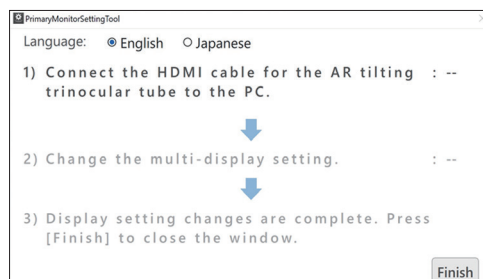 PrimaryMonitorSettingTool
Language: English Japanese
1) Connect the HDMI cable for the AR tilting : --
trinocular tube to the PC.
2) Change the multi-display setting. : --
3) Display setting changes are complete. Press
[Finish] to close the window.
Finish